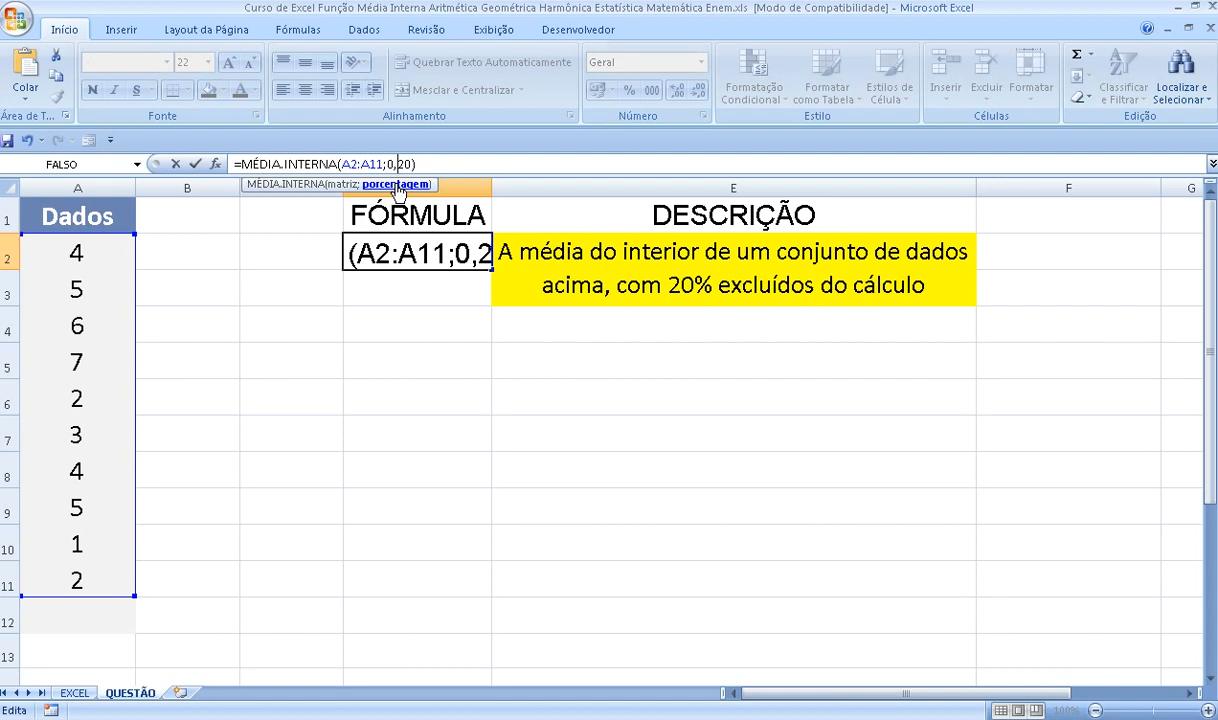 Curso de Excel Função Média Interna Aritmética Geométrica Harmônica Estatística Matemática Enem.xls [Modo de Compatibilidade] - Microsoft Excel
Início Inserir Layout da Página Fórmulas Dados Revisão Exibição Desenvolvedor
22 Quebrar Texto Automaticamente Geral
Colar N I S Mesclar e Centralizar % 000 Formatação Condicional Formatar como Tabela Estilos de Célula Inserir Excluir Formatar Classificar e Filtrar Localizar e Selecionar
Área de T... Fonte Alinhamento Número Estilo Células Edição
FALSO =MÉDIA.INTERNA(A2:A11;0,20)
MÉDIA.INTERNA(matriz; porcentagem)
A B E F G
1 Dados FÓRMULA DESCRIÇÃO
2 4 (A2:A11;0,2 A média do interior de um conjunto de dados
3 5 acima, com 20% excluídos do cálculo
4 6
5 7
6 2
7 3
8 4
9 5
10 1
11 2
12
13
EXCEL QUESTÃO
Edita 100%